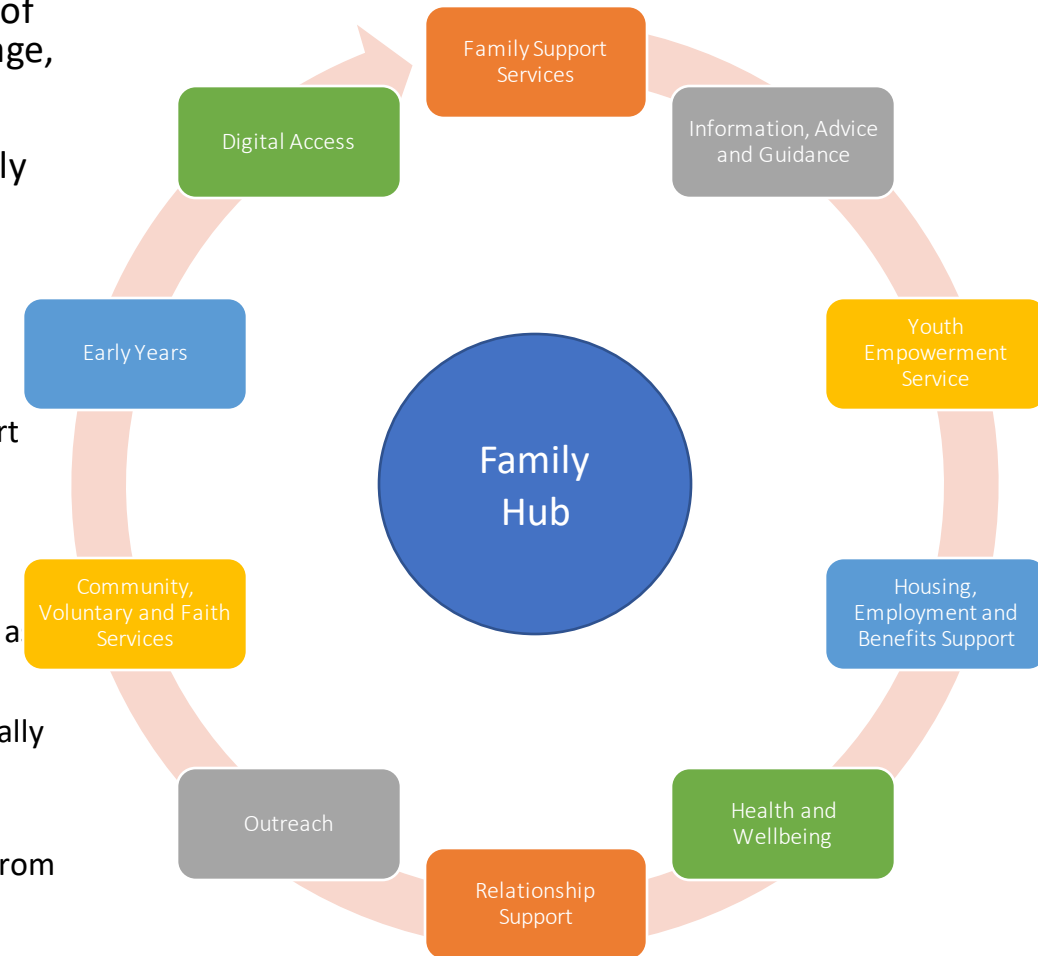 of
nge,
ly
rt
a
ally
from
Family Support
Services
Information, Advice
and Guidance
Youth
Empowerment
Service
Housing,
Employment and
Benefits Support
Health and
Wellbeing
Relationship
Support
Outreach
Community,
Voluntary and Faith
Services
Early Years
Digital Access
Family
Hub